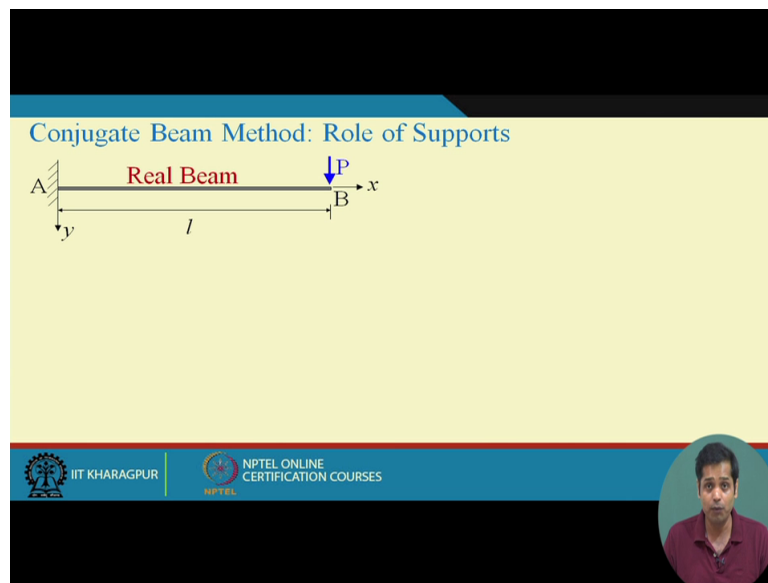 Conjugate Beam Method: Role of Supports
P
Real Beam
A
x
B
y
l
IIT KHARAGPUR
NPTEL
NPTEL ONLINE
CERTIFICATION COURSES